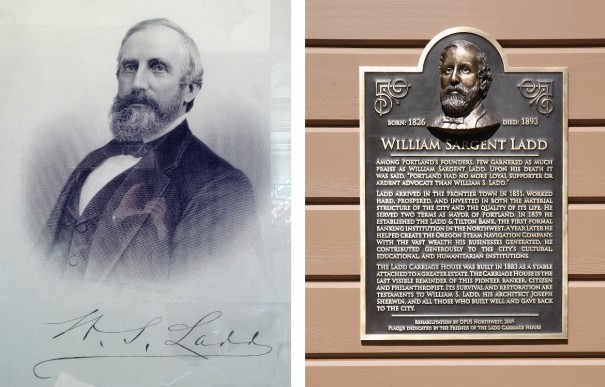 W. S. Ladd
BORN: 1826 DIED: 1893
WILLIAM SARGENT LADD
AMONG PORTLAND'S FOUNDERS, FEW GARNERED AS MUCH
PRAISE AS WILLIAM SARGENT LADD. UPON HIS DEATH IT
WAS SAID, "PORTLAND HAD NO MORE LOYAL SUPPORTER OR
ARDENT ADVOCATE THAN WILLIAM S. LADD."
LADD ARRIVED IN THE FRONTIER TOWN IN 1851, WORKED
HARD, PROSPERED, AND INVESTED IN BOTH THE MATERIAL
STRUCTURE OF THE CITY AND THE QUALITY OF ITS LIFE. HE
SERVED TWO TERMS AS MAYOR OF PORTLAND. IN 1859 HE
ESTABLISHED THE LADD & TILTON BANK, THE FIRST FORMAL
BANKING INSTITUTION IN THE NORTHWEST. A YEAR LATER HE
HELPED CREATE THE OREGON STEAM NAVIGATION COMPANY.
WITH THE VAST WEALTH HIS BUSINESSES GENERATED, HE
CONTRIBUTED GENEROUSLY TO THE CITY'S CULTURAL,
EDUCATIONAL, AND HUMANITARIAN INSTITUTIONS.
THE LADD CARRIAGE HOUSE WAS BUILT IN 1883 AS A STABLE
ATTACHED TO A GREATER ESTATE. THE CARRIAGE HOUSE IS THE
LAST VISIBLE REMINDER OF THIS PIONEER BANKER, CITIZEN
AND PHILANTHROPIST. ITS SURVIVAL AND RESTORATION ARE
TESTAMENTS TO WILLIAM S. LADD, HIS ARCHITECT JOSEPH
SHERWIN, AND ALL THOSE WHO BUILT WELL AND GAVE BACK
TO THE CITY.
REHABILITATION BY OPUS NORTHWEST, 2009
PLAQUE DEDICATED BY THE FRIENDS OF THE LADD CARRIAGE HOUSE